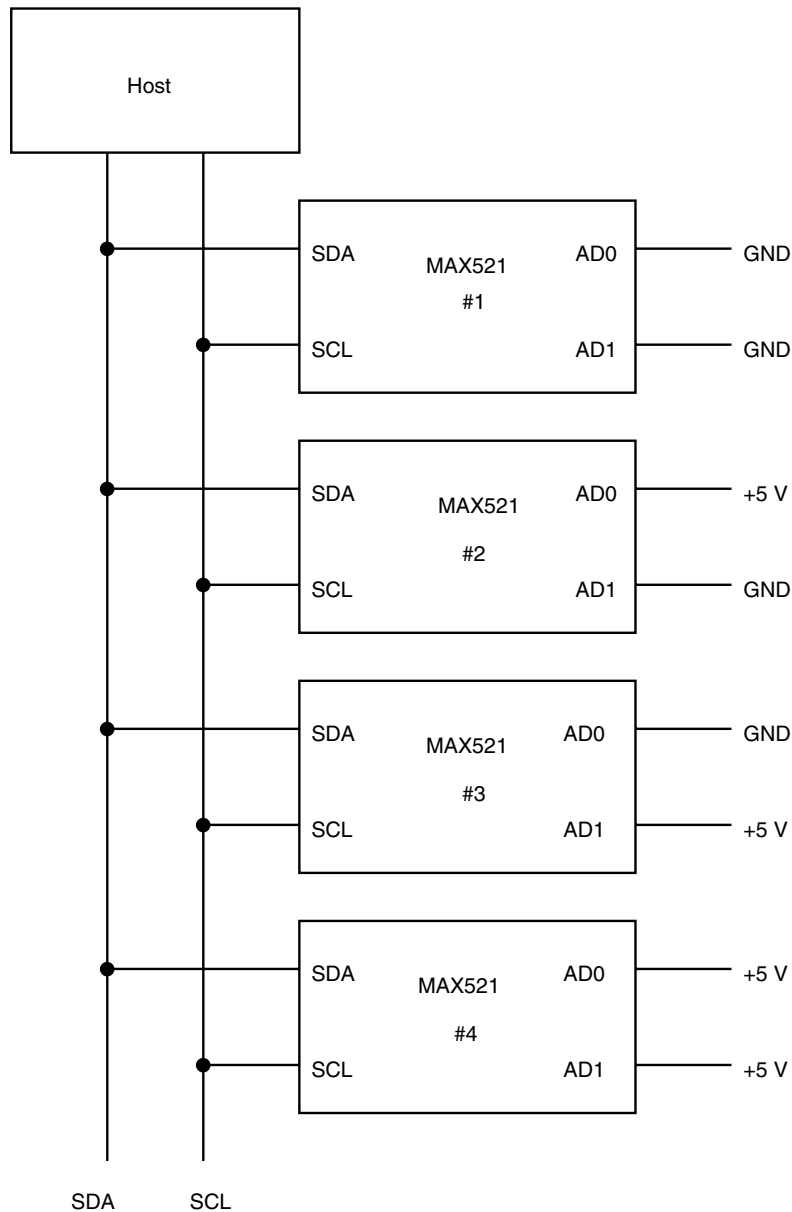 Host
SDA MAX521 AD0 GND
#1
SCL AD1 GND
SDA MAX521 AD0 +5 V
#2
SCL AD1 GND
SDA MAX521 AD0 GND
#3
SCL AD1 +5 V
SDA MAX521 AD0 +5 V
#4
SCL AD1 +5 V
SDA SCL